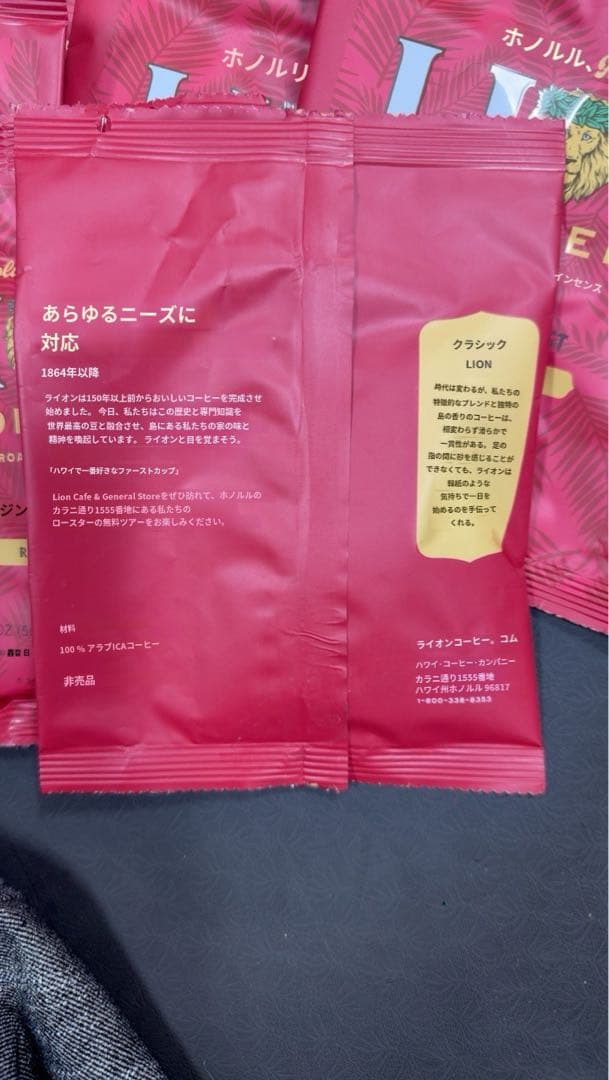 ホノルリ
ホノルル、
インセンス
あらゆるニーズに
対応
1864年以降
ライオンは150年以上前からおいしいコーヒーを完成させ
始めました。 今日、私たちはこの歴史と専門知識を
世界最高の豆と融合させ、島にある私たちの家の味と
精神を喚起しています。 ライオンと目を覚まそう。
「ハワイで一番好きなファーストカップ」
Lion Cafe & General Storeをぜひ訪れて、ホノルルの
カラニ通り1555番地にある私たちの
ロースターの無料ツアーをお楽しみください。
材料
100 % アラブICAコーヒー
非売品
クラシック
LION
時代は変わるが、私たちの
特徴的なブレンドと独特の
島の香りのコーヒーは、
相変わらず滑らかで
一貫性がある。 足の
指の間に砂を感じることが
できなくても、ライオンは
毎朝のような
気持ちで一日を
始めるのを手伝って
くれる。
ライオンコーヒー。コム
ハワイ・コーヒー・カンパニー
カラニ通り1555番地
ハワイ州ホノルル 96817
1-800-338-8353